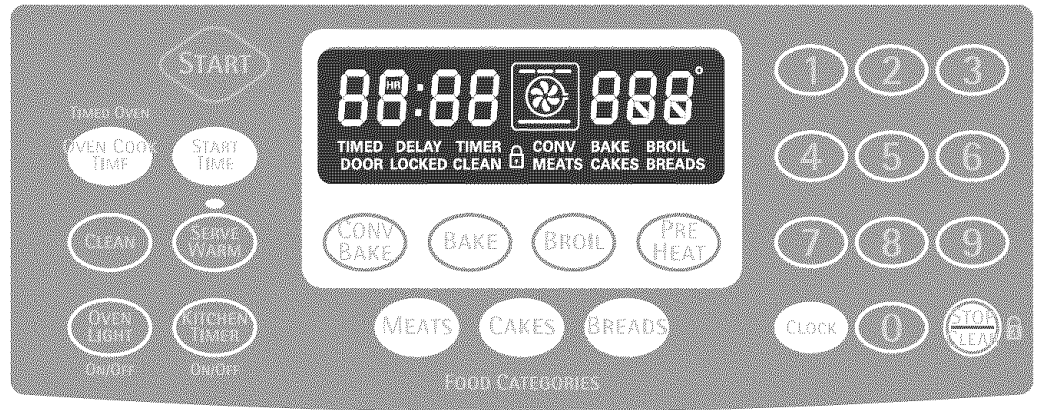 START
TIMED OVEN
OVEN COOK
TIME
START
TIME
CLEAN
SERVE
WARM
OVEN
LIGHT
ON/OFF
KITCHEN
TIMER
ON/OFF
88:88
HR
888°
TIMED DELAY TIMER CONV BAKE BROIL
DOOR LOCKED CLEAN MEATS CAKES BREADS
CONV
BAKE
BAKE
BROIL
PRE
HEAT
MEATS
CAKES
BREADS
FOOD CATEGORIES
1 2 3
4 5 6
7 8 9
CLOCK
0
STOP
CLEAR